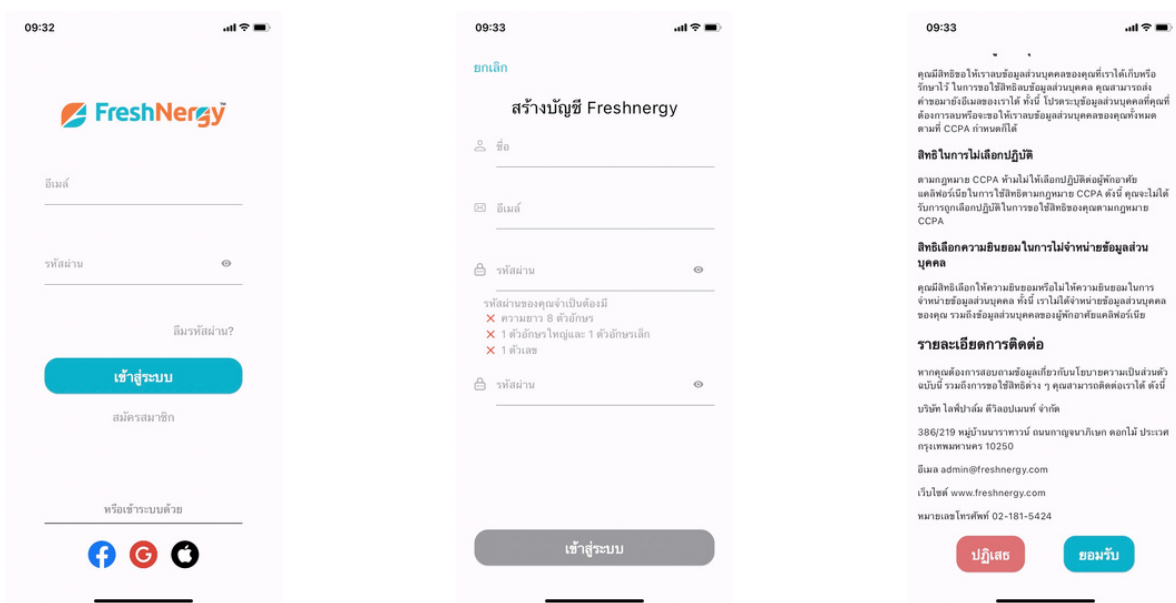 09:32
FreshNergy™
อีเมล์
รหัสผ่าน
ลืมรหัสผ่าน?
เข้าสู่ระบบ
สมัครสมาชิก
หรือเข้าระบบด้วย
09:33
ยกเลิก
สร้างบัญชี Freshnergy
ชื่อ
อีเมล์
รหัสผ่าน
รหัสผ่านของคุณจำเป็นต้องมี
ความยาว 8 ตัวอักษร
1 ตัวอักษรใหญ่และ 1 ตัวอักษรเล็ก
1 ตัวเลข
รหัสผ่าน
เข้าสู่ระบบ
09:33
คุณมีสิทธิขอให้เราลบข้อมูลส่วนบุคคลของคุณที่เราได้เก็บหรือ
รักษาไว้ ในการขอใช้สิทธิลบข้อมูลส่วนบุคคล คุณสามารถส่ง
คำขอมายังอีเมลของเราได้ ทั้งนี้ โปรดระบุข้อมูลส่วนบุคคลที่คุณที่
ต้องการลบหรือจะขอให้เราลบข้อมูลส่วนบุคคลของคุณทั้งหมด
ตามที่ CCPA กำหนดก็ได้
สิทธิในการไม่เลือกปฏิบัติ
ตามกฎหมาย CCPA ห้ามไม่ให้เลือกปฏิบัติต่อผู้พักอาศัย
แคลิฟอร์เนียในการใช้สิทธิตามกฎหมาย CCPA ดังนี้ คุณจะไม่ได้
รับการถูกเลือกปฏิบัติในการขอใช้สิทธิของคุณตามกฎหมาย
CCPA
สิทธิเลือกความยินยอมในการไม่จำหน่ายข้อมูลส่วน
บุคคล
คุณมีสิทธิเลือกให้ความยินยอมหรือไม่ให้ความยินยอมในการ
จำหน่ายข้อมูลส่วนบุคคล ทั้งนี้ เราไม่ได้จำหน่ายข้อมูลส่วนบุคคล
ของคุณ รวมถึงข้อมูลส่วนบุคคลของผู้พักอาศัยแคลิฟอร์เนีย
รายละเอียดการติดต่อ
หากคุณต้องการสอบถามข้อมูลเกี่ยวกับนโยบายความเป็นส่วนตัว
ฉบับนี้ รวมถึงการขอใช้สิทธิต่าง ๆ คุณสามารถติดต่อเราได้ ดังนี้
บริษัท ไลฟ์ปาล์ม ดีวิลอปเมนท์ จำกัด
386/219 หมู่บ้านนาราทาวน์ ถนนกาญจนาภิเษก ดอกไม้ ประเวศ
กรุงเทพมหานคร 10250
อีเมล admin@freshnergy.com
เว็บไซต์ www.freshnergy.com
หมายเลขโทรศัพท์ 02-181-5424
ปฏิเสธ
ยอมรับ